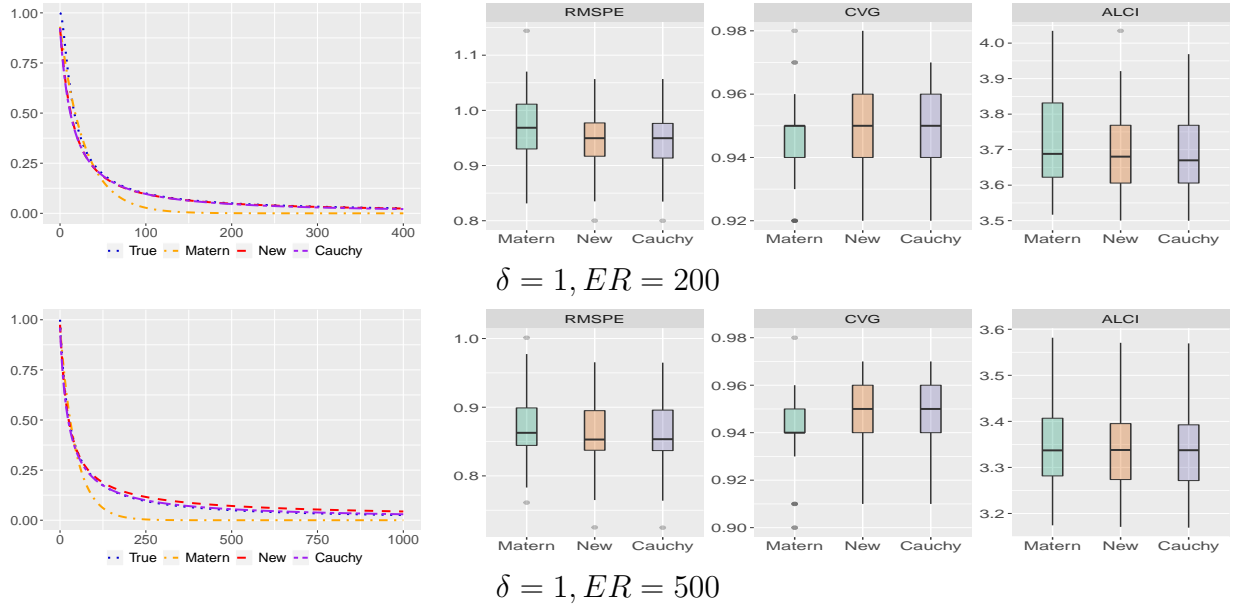 RMSPE CVG ALCI
1.00
0.75
0.50
0.25
0.00
0 100 200 300 400
True Matern New Cauchy
1.1
1.0
0.9
0.8
Matern New Cauchy
0.98
0.96
0.94
0.92
Matern New Cauchy
4.0
3.9
3.8
3.7
3.6
3.5
Matern New Cauchy
δ = 1, ER = 200
RMSPE CVG ALCI
1.00
0.75
0.50
0.25
0.00
0 250 500 750 1000
True Matern New Cauchy
1.0
0.9
0.8
Matern New Cauchy
0.98
0.96
0.94
0.92
0.90
Matern New Cauchy
3.6
3.5
3.4
3.3
3.2
Matern New Cauchy
δ = 1, ER = 500